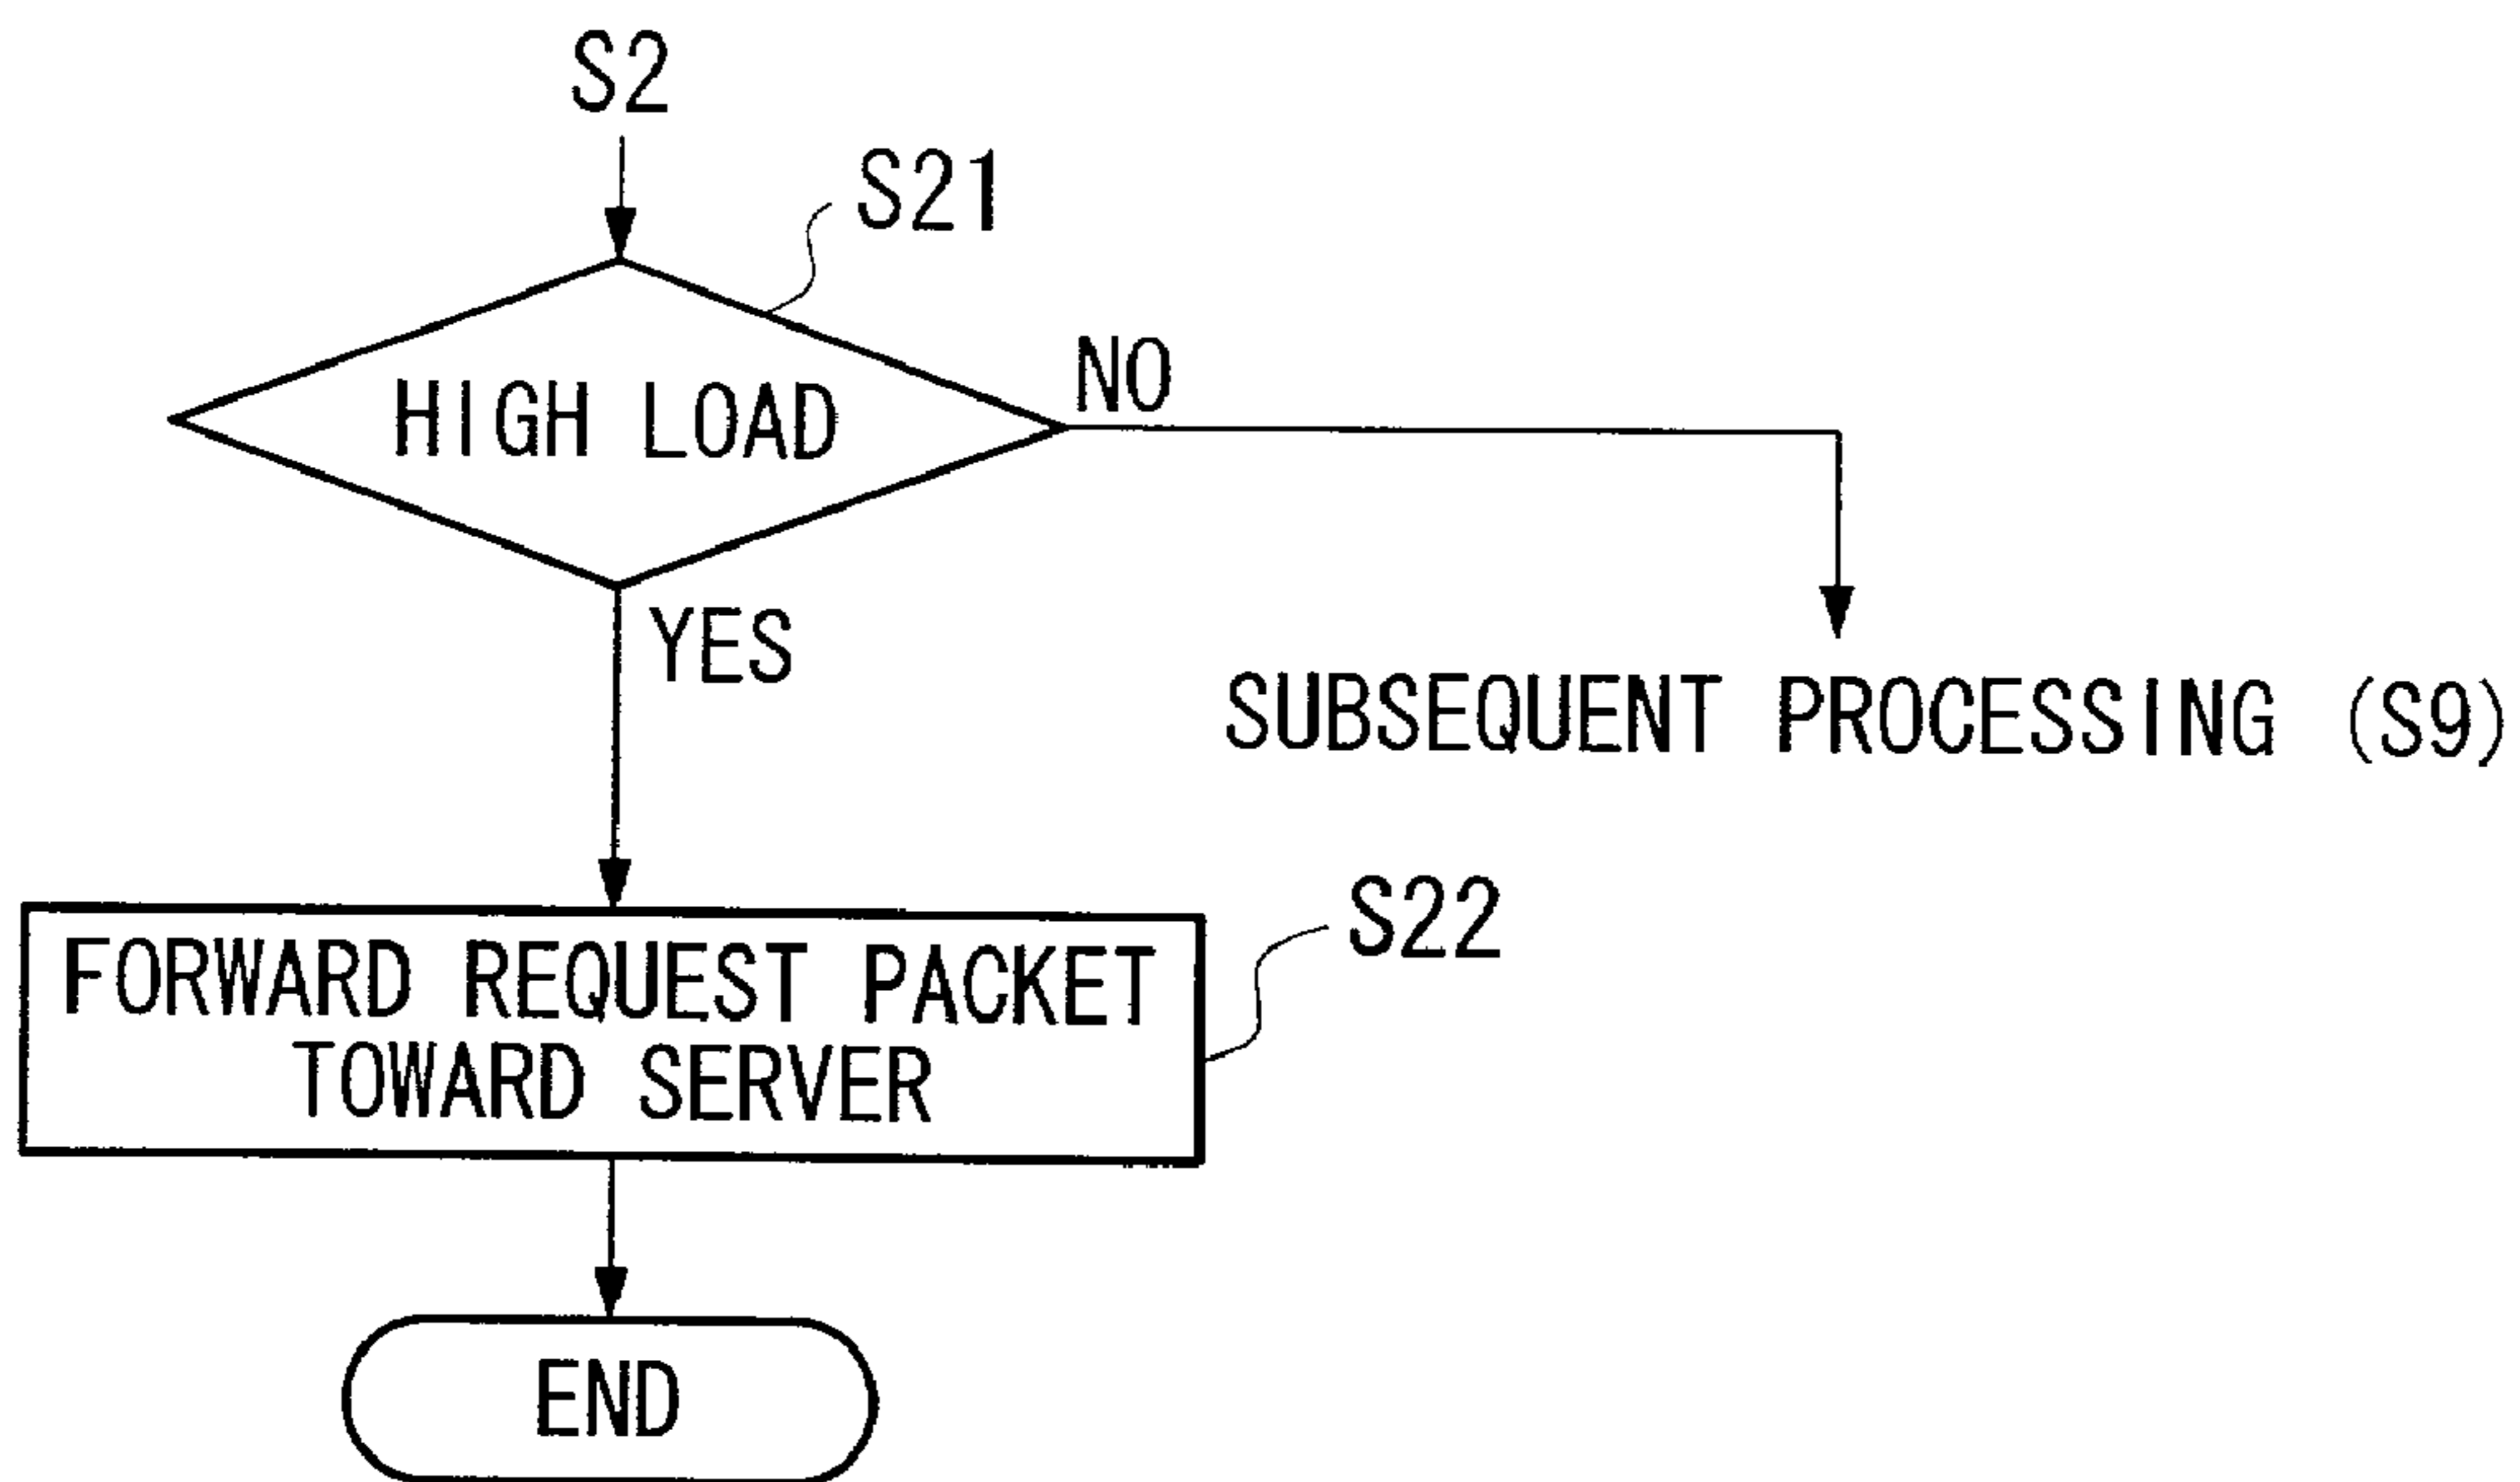 S2
S21
HIGH LOAD
NO
YES
SUBSEQUENT PROCESSING (S9)
S22
FORWARD REQUEST PACKET
TOWARD SERVER
END